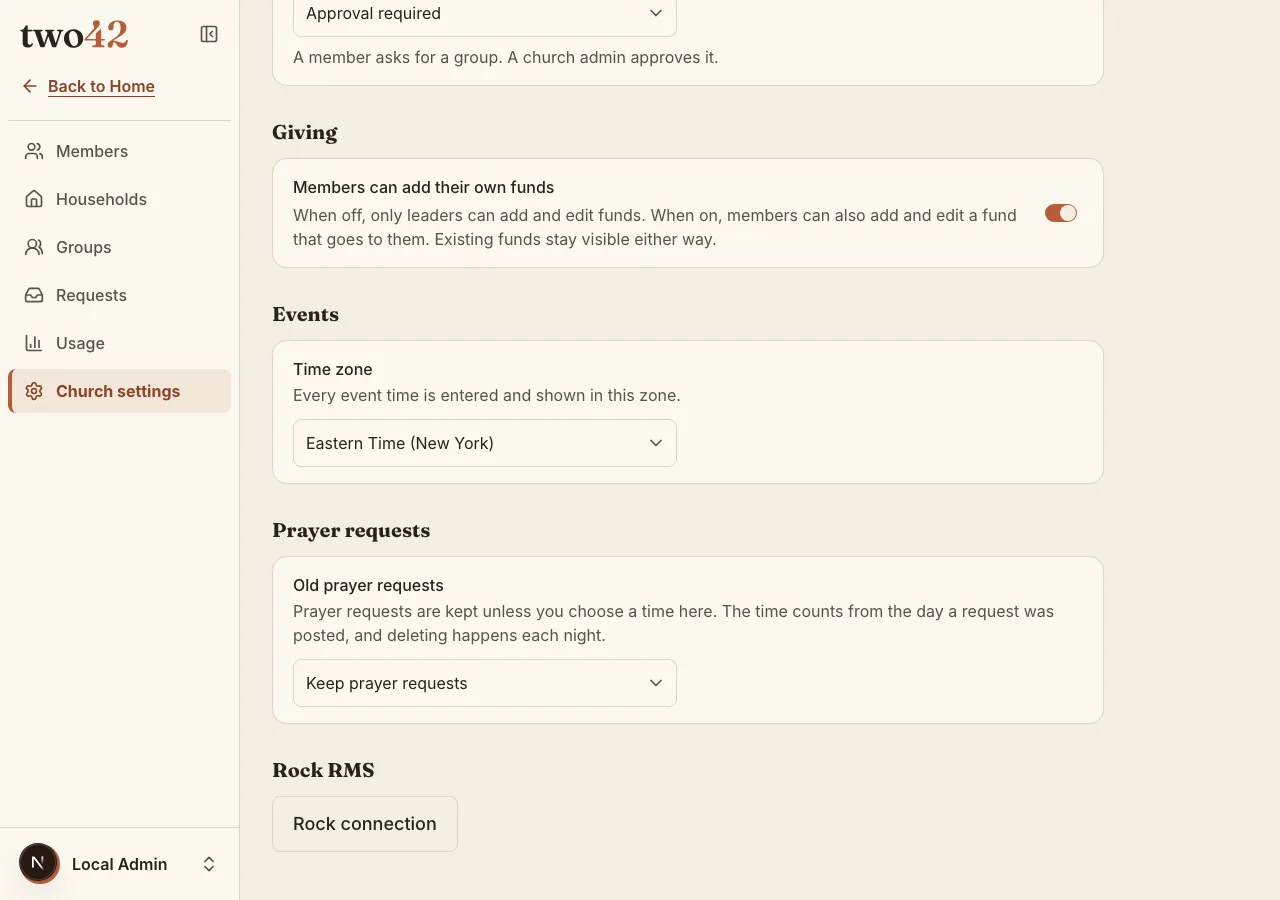 two42
Back to Home
Members
Households
Groups
Requests
Usage
Church settings
N
Local Admin
Approval required
A member asks for a group. A church admin approves it.
Giving
Members can add their own funds
When off, only leaders can add and edit funds. When on, members can also add and edit a fund
that goes to them. Existing funds stay visible either way.
Events
Time zone
Every event time is entered and shown in this zone.
Eastern Time (New York)
Prayer requests
Old prayer requests
Prayer requests are kept unless you choose a time here. The time counts from the day a request was
posted, and deleting happens each night.
Keep prayer requests
Rock RMS
Rock connection